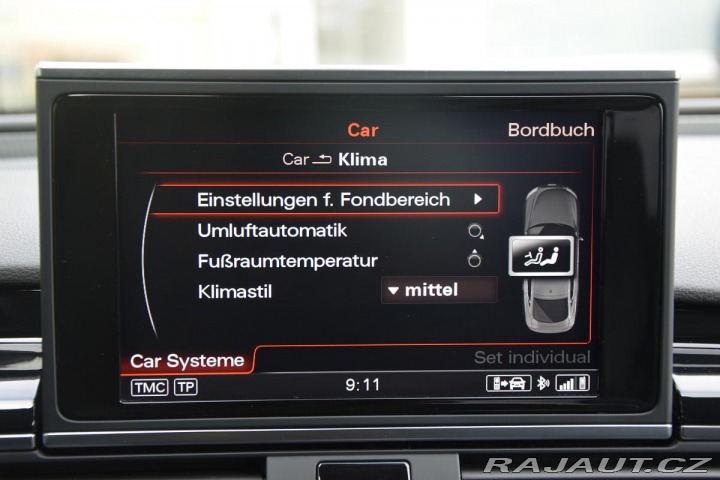 Car
Bordbuch
Car Klima
Einstellungen f. Fondbereich
Umluftautomatik
Fußraumtemperatur
Klimastil mittel
Car Systeme
Set individual
TMC TP 9:11
RAJAUT.CZ